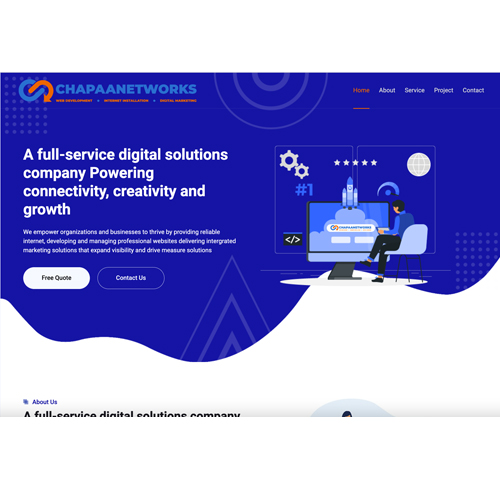 CHAPAANETWORKS
WEB DEVELOPMENT • INTERNET INSTALLATION • DIGITAL MARKETING
Home About Service Project Contact
A full-service digital solutions
company Powering
connectivity, creativity and
growth
We empower organizations and businesses to thrive by providing reliable
internet, developing and managing professional websites delivering intergrated
marketing solutions that expand visibility and drive measure solutions
Free Quote Contact Us
#1
</>
CHAPAANETWORKS
About Us
A full-service digital solutions company